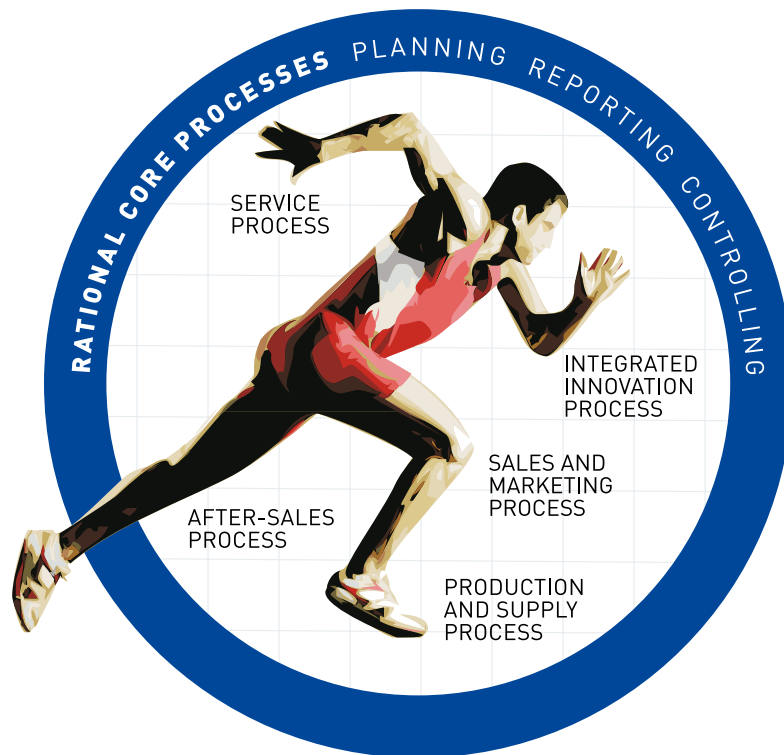 RATIONAL CORE PROCESSES PLANNING REPORTING CONTROLLING
SERVICE
PROCESS
INTEGRATED
INNOVATION
PROCESS
SALES AND
MARKETING
PROCESS
AFTER-SALES
PROCESS
PRODUCTION
AND SUPPLY
PROCESS